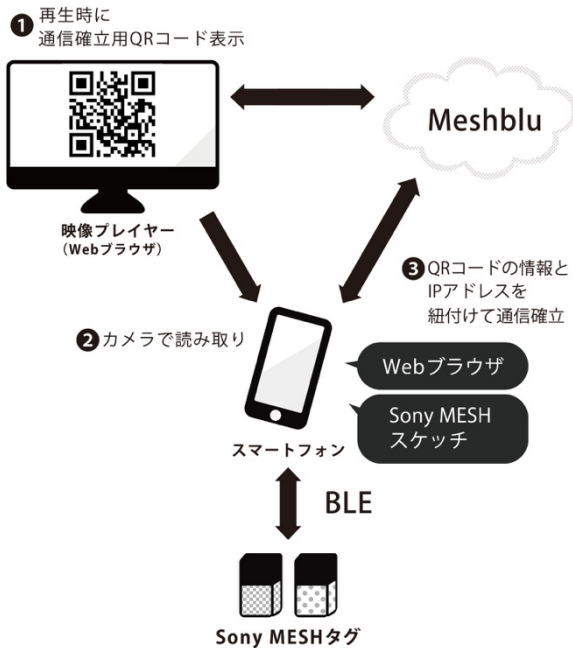 ❶ 再生時に
通信確立用QRコード表示
Meshblu
映像プレイヤー
(Webブラウザ)
❸ QRコードの情報と
IPアドレスを
紐付けて通信確立
❷ カメラで読み取り
Webブラウザ
Sony MESH
スケッチ
スマートフォン
BLE
Sony MESHタグ